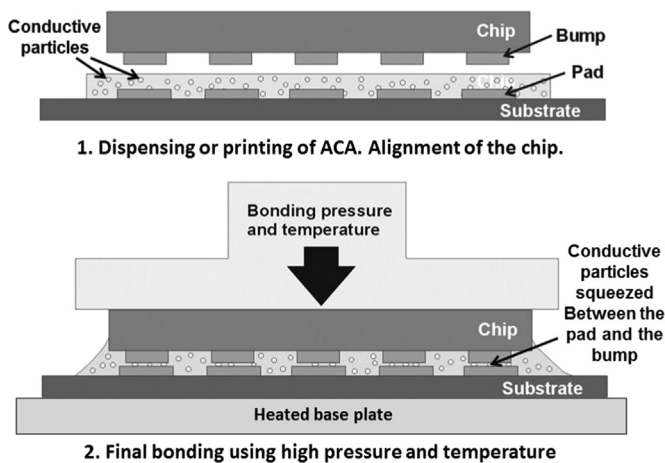 Conductive
particles
Chip
Bump
Pad
Substrate
1. Dispensing or printing of ACA. Alignment of the chip.
Bonding pressure
and temperature
Conductive
particles
squeezed
Between the
pad and the
bump
Chip
Substrate
Heated base plate
2. Final bonding using high pressure and temperature